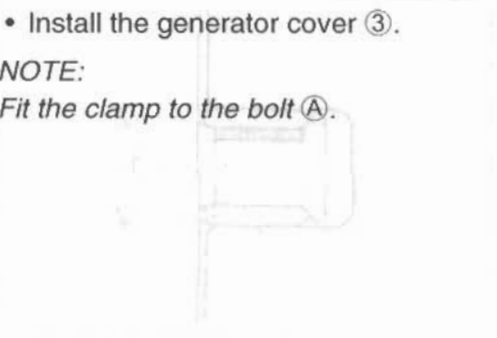 • Install the generator cover ③.
NOTE:
Fit the clamp to the bolt Ⓐ.